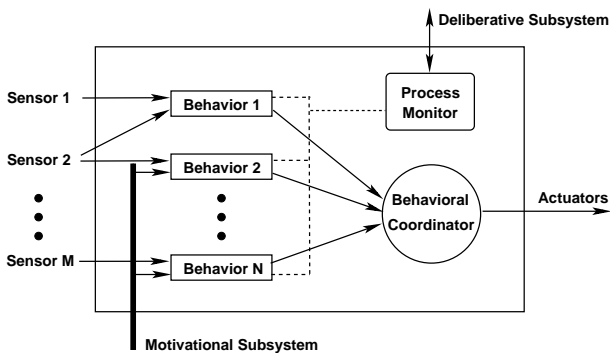 Deliberative Subsystem
Sensor 1
Behavior 1
Process
Monitor
Sensor 2
Behavior 2
Behavioral
Coordinator
Actuators
Sensor M
Behavior N
Motivational Subsystem